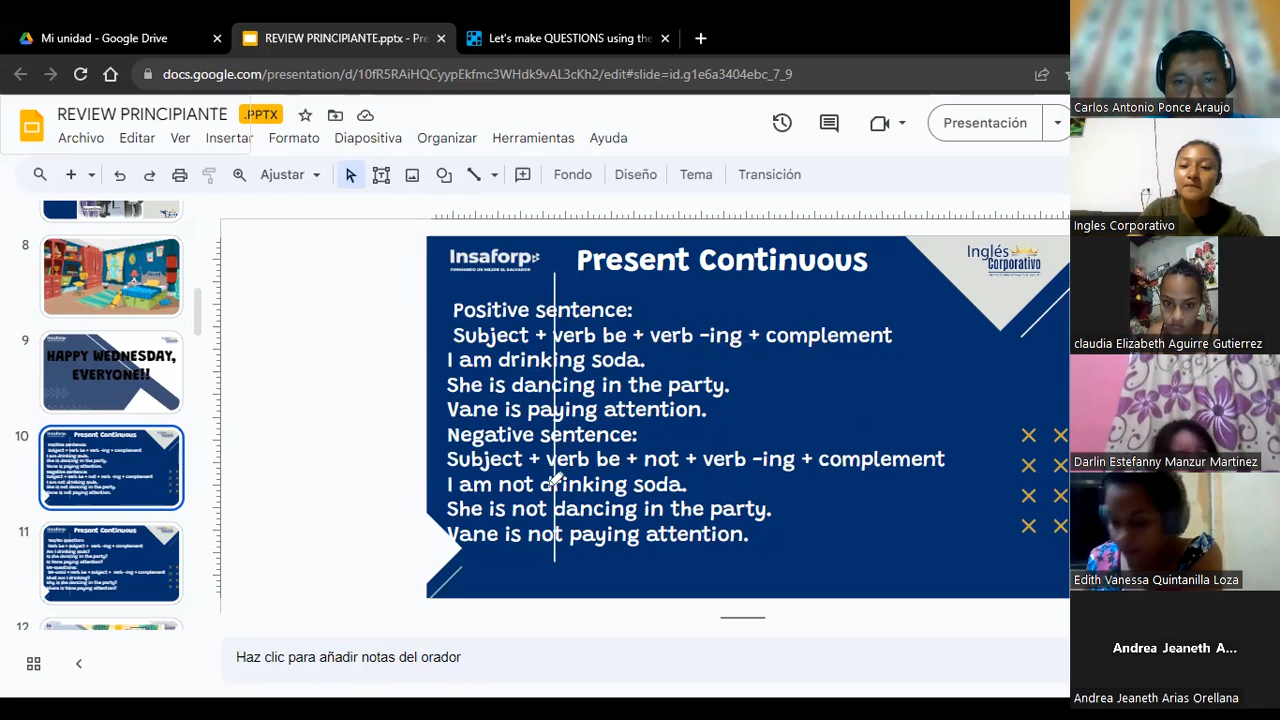 Mi unidad - Google Drive
REVIEW PRINCIPIANTE.pptx - Pre
Let's make QUESTIONS using the
docs.google.com/presentation/d/10fR5RAiHQCyypEkfmc3WHdk9vAL3cKh2/edit#slide=id.g1e6a3404ebc_7_9
REVIEW PRINCIPIANTE .PPTX
Archivo Editar Ver Insertar Formato Diapositiva Organizar Herramientas Ayuda
Presentación
Ajustar
Fondo Diseño Tema Transición
8
9
HAPPY WEDNESDAY,
EVERYONE!!
10
11
12
Insaforp
FORMANDO UN MEJOR EL SALVADOR
Present Continuous
Inglés
Corporativo
Positive sentence:
Subject + verb be + verb -ing + complement
I am drinking soda.
She is dancing in the party.
Vane is paying attention.
Negative sentence:
Subject + verb be + not + verb -ing + complement
I am not drinking soda.
She is not dancing in the party.
Vane is not paying attention.
Haz clic para añadir notas del orador
Carlos Antonio Ponce Araujo
Ingles Corporativo
claudia Elizabeth Aguirre Gutierrez
Darlin Estefanny Manzur Martinez
Edith Vanessa Quintanilla Loza
Andrea Jeaneth A...
Andrea Jeaneth Arias Orellana